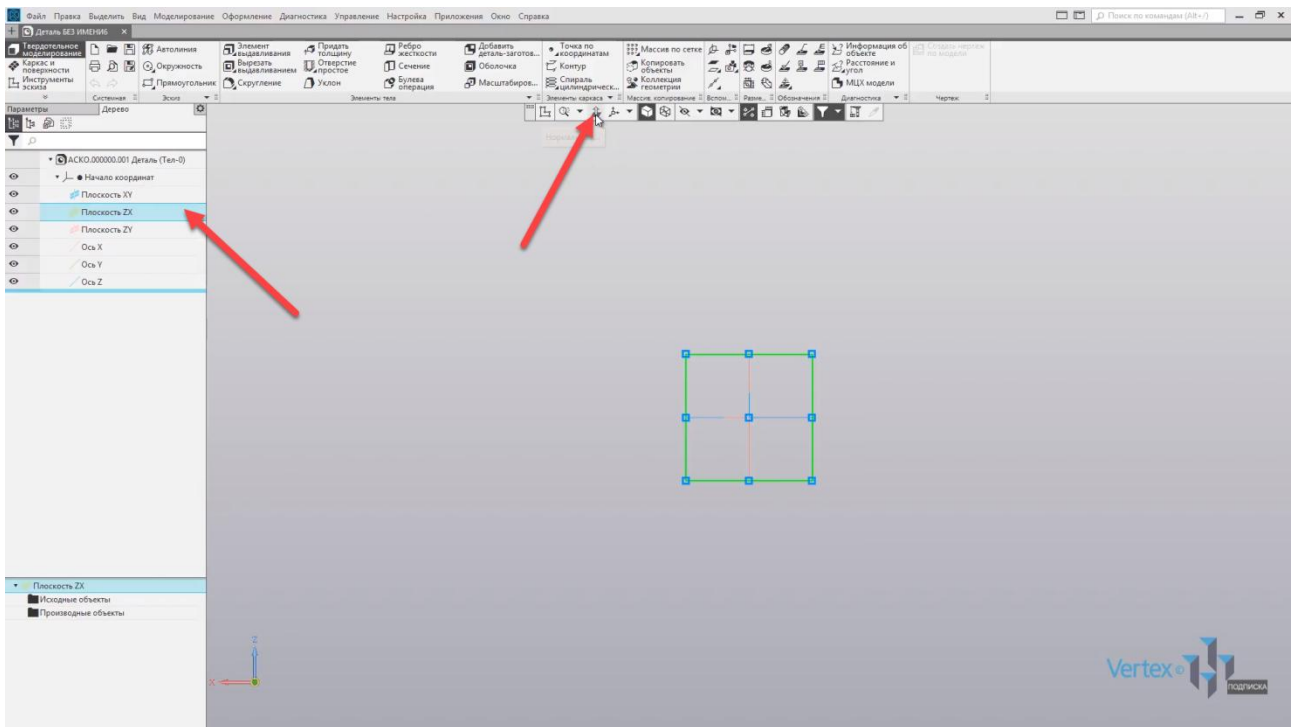 Файл Правка Выделить Вид Моделирование Оформление Диагностика Управление Настройка Приложения Окно Справка
Поиск по командам (Alt+/)
Деталь БЕЗ ИМЕНИ6
Твердотельное моделирование
Каркас и поверхности
Инструменты эскиза
Системная
Автолиния
Окружность
Прямоугольник
Эскиз
Элемент выдавливания
Вырезать выдавливанием
Скругление
Придать толщину
Отверстие простое
Уклон
Ребро жесткости
Сечение
Булева операция
Добавить деталь-заготов...
Оболочка
Масштабиров...
Элементы тела
Точка по координатам
Контур
Спираль цилиндрическ...
Элементы каркаса
Массив по сетке
Копировать объекты
Коллекция геометрии
Массив, копирование
Вспом...
Разме...
Обозначения
Информация об объекте
Расстояние и угол
МЦХ модели
Диагностика
Создать чертеж по модели
Чертеж
Параметры
Дерево
АСКО.000000.001 Деталь (Тел-0)
Начало координат
Плоскость XY
Плоскость ZX
Плоскость ZY
Ось X
Ось Y
Ось Z
Плоскость ZX
Исходные объекты
Производные объекты
Z
X
Vertex
ПОДПИСКА